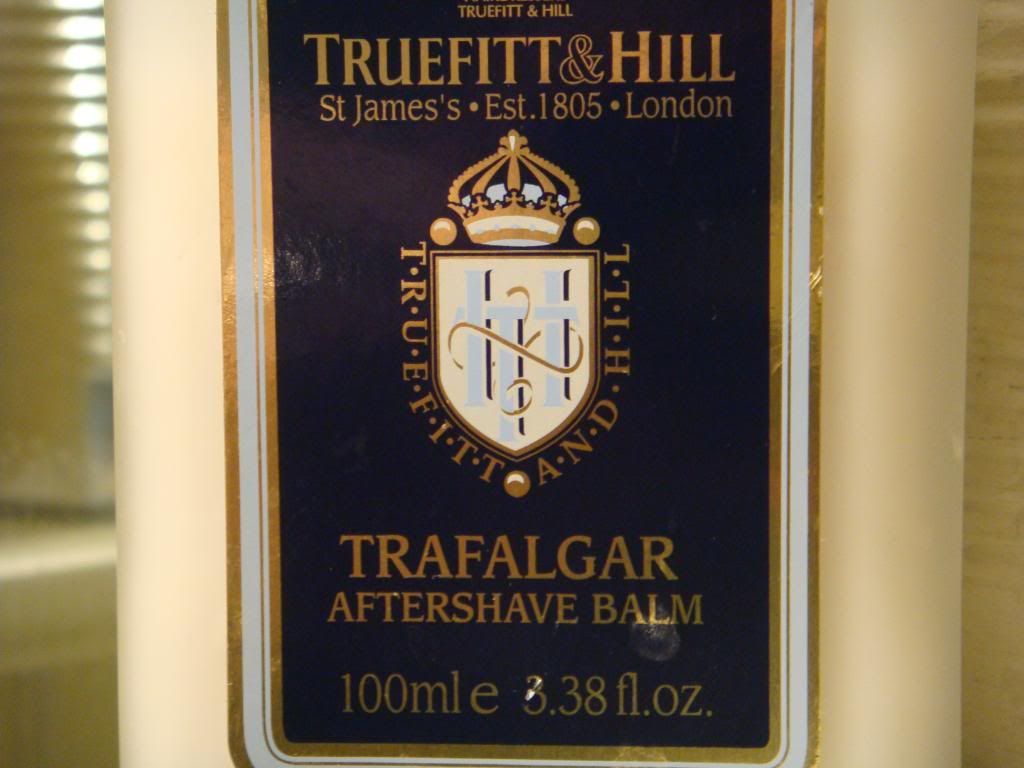 TRUEFITT & HILL
TRUEFITT&HILL
St James's • Est.1805 • London
T·R·U·E·F·I·T·T A·N·D·H·I·L·L
TRAFALGAR
AFTERSHAVE BALM
100ml e 3.38 fl.oz.